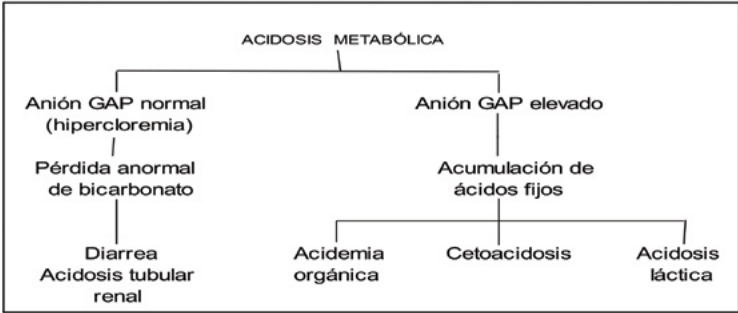 ACIDOSIS METABÓLICA
Anión GAP normal
(hipercloremia)
Anión GAP elevado
Pérdida anormal
de bicarbonato
Acumulación de
ácidos fijos
Diarrea
Acidosis tubular
renal
Acidemia
orgánica
Cetoacidosis
Acidosis
láctica